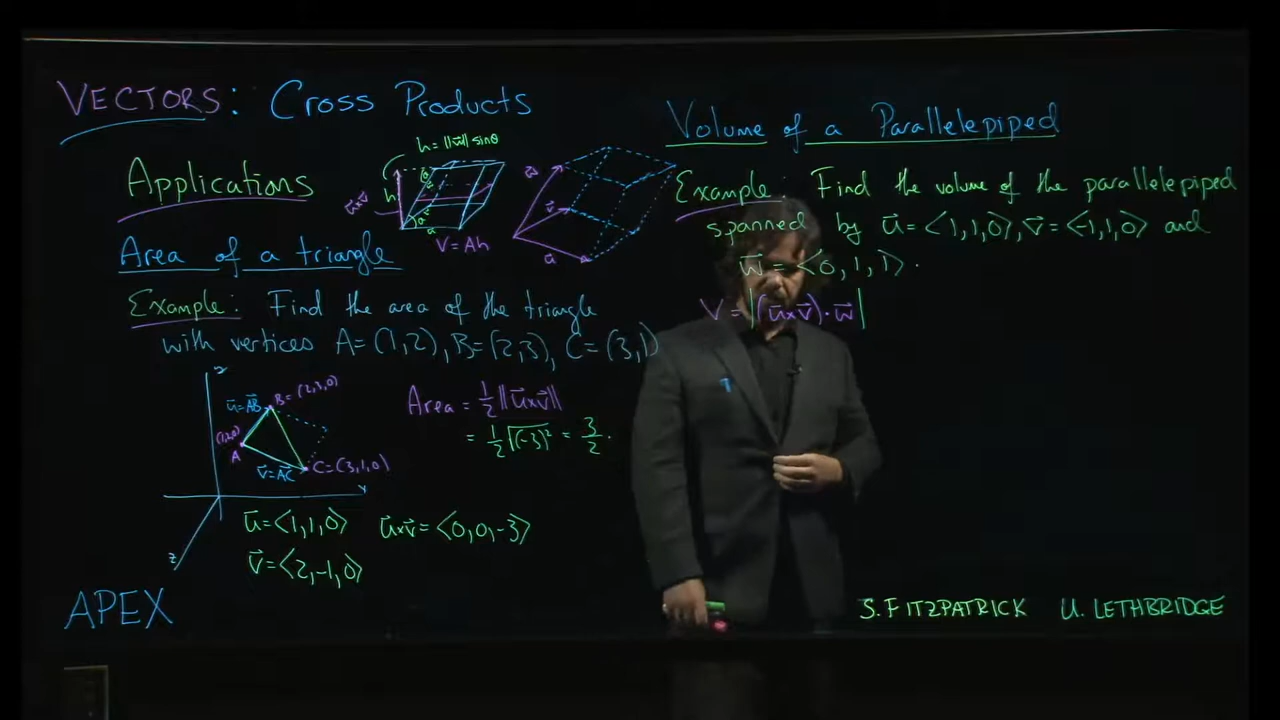 VECTORS: Cross Products
Applications
h = ||w⃗|| sinθ
h
u⃗×v⃗
θ
θ
a
V = Ah
w⃗
v⃗
Area of a triangle
Example: Find the area of the triangle
with vertices A = (1,2), B = (2,3), C = (3,1)
y
u⃗=AB⃗
B = (2,3,0)
(1,2,0)
A
v⃗=AC⃗
C = (3,1,0)
x
z
Area = 1/2 ||u⃗×v⃗||
= 1/2 √(-3)² = 3/2.
u⃗ = <1,1,0>
u⃗×v⃗ = <0,0,-3>
v⃗ = <2,-1,0>
APEX
Volume of a Parallelepiped
Example: Find the volume of the parallelepiped
spanned by u⃗ = <1,1,0>, v⃗ = <-1,1,0> and
w⃗ = <0,1,1>.
V = |(u⃗×v⃗)·w⃗|
S. FITZPATRICK U. LETHBRIDGE